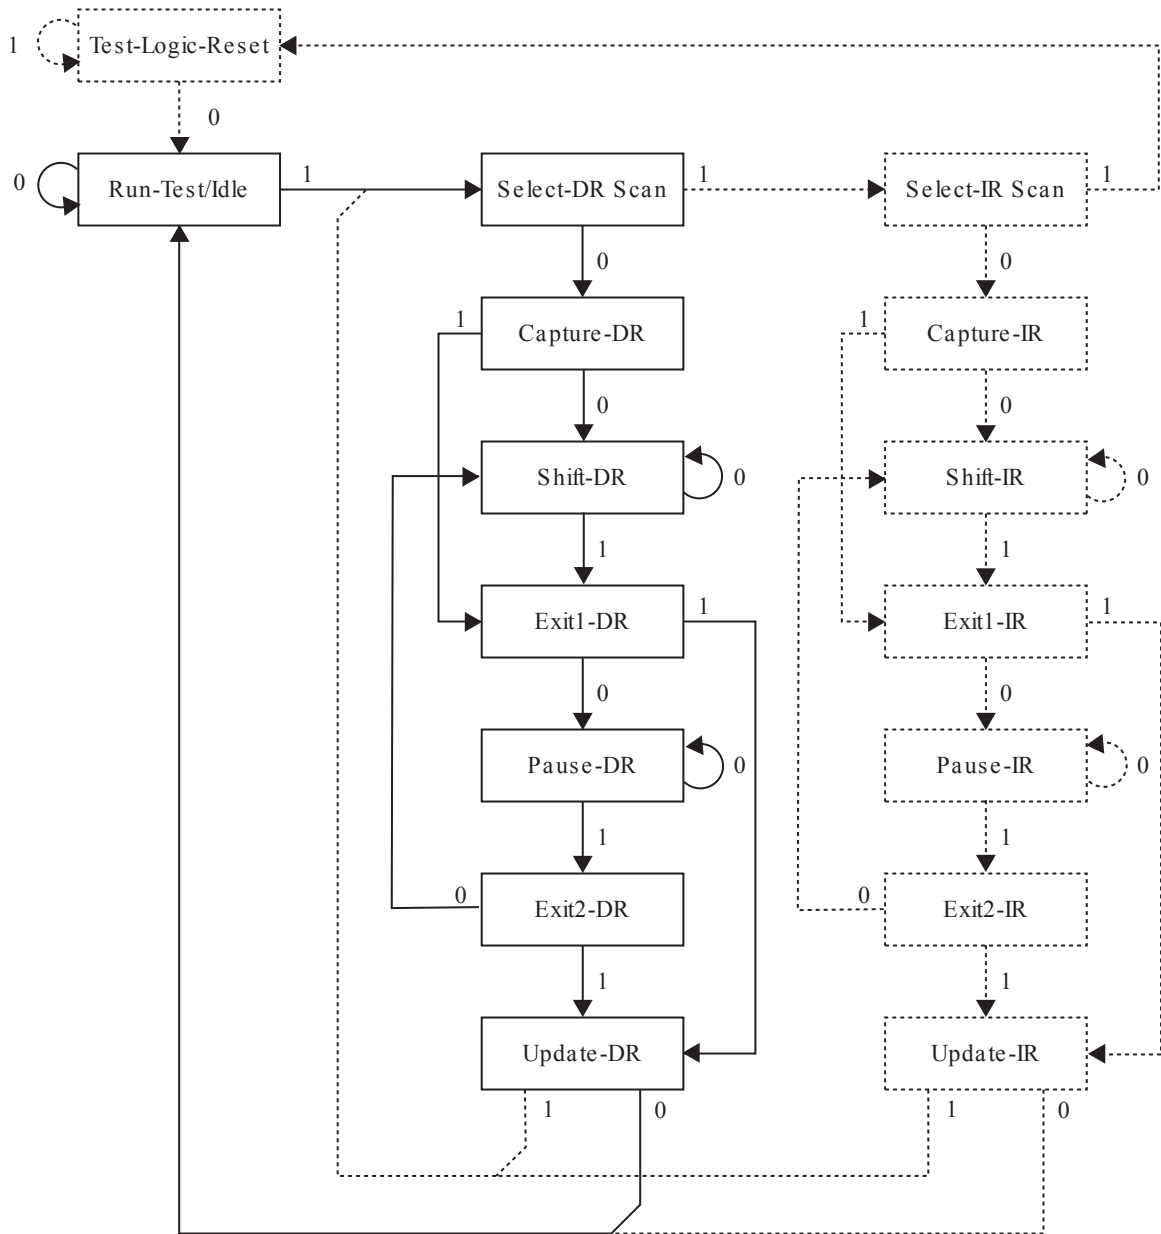 Test-Logic-Reset
1
0
Run-Test/Idle
0
1
Select-DR Scan
1
Select-IR Scan
1
0
0
1
Capture-DR
1
Capture-IR
0
0
Shift-DR
0
Shift-IR
0
1
1
Exit1-DR
1
Exit1-IR
1
0
0
Pause-DR
0
Pause-IR
0
1
1
0
Exit2-DR
0
Exit2-IR
1
1
Update-DR
Update-IR
1
0
1
0